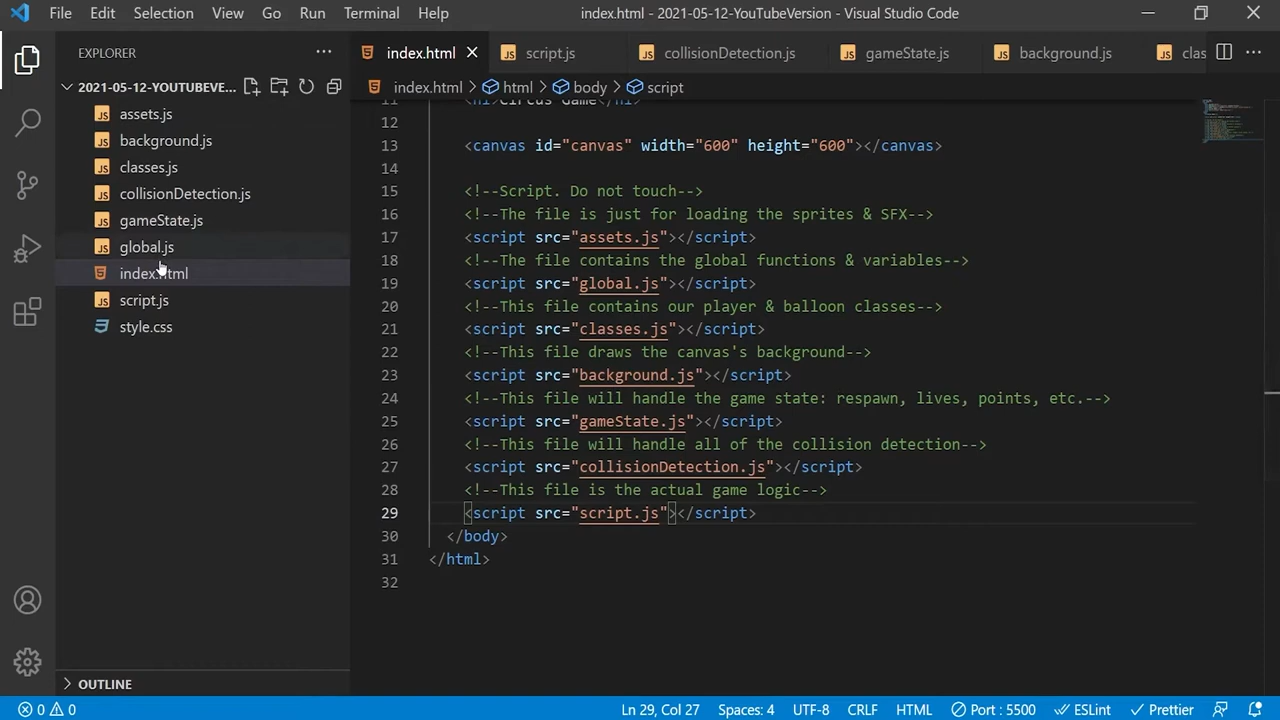 File Edit Selection View Go Run Terminal Help index.html - 2021-05-12-YouTubeVersion - Visual Studio Code
EXPLORER
2021-05-12-YOUTUBEVE...
assets.js
background.js
classes.js
collisionDetection.js
gameState.js
global.js
index.html
script.js
style.css
OUTLINE
index.html script.js collisionDetection.js gameState.js background.js clas
index.html > html > body > script
11 <h1>Circus Game</h1>
12
13 <canvas id="canvas" width="600" height="600"></canvas>
14
15 <!--Script. Do not touch-->
16 <!--The file is just for loading the sprites & SFX-->
17 <script src="assets.js"></script>
18 <!--The file contains the global functions & variables-->
19 <script src="global.js"></script>
20 <!--This file contains our player & balloon classes-->
21 <script src="classes.js"></script>
22 <!--This file draws the canvas's background-->
23 <script src="background.js"></script>
24 <!--This file will handle the game state: respawn, lives, points, etc.-->
25 <script src="gameState.js"></script>
26 <!--This file will handle all of the collision detection-->
27 <script src="collisionDetection.js"></script>
28 <!--This file is the actual game logic-->
29 <script src="script.js"></script>
30 </body>
31 </html>
32
0 0 Ln 29, Col 27 Spaces: 4 UTF-8 CRLF HTML Port : 5500 ESLint Prettier